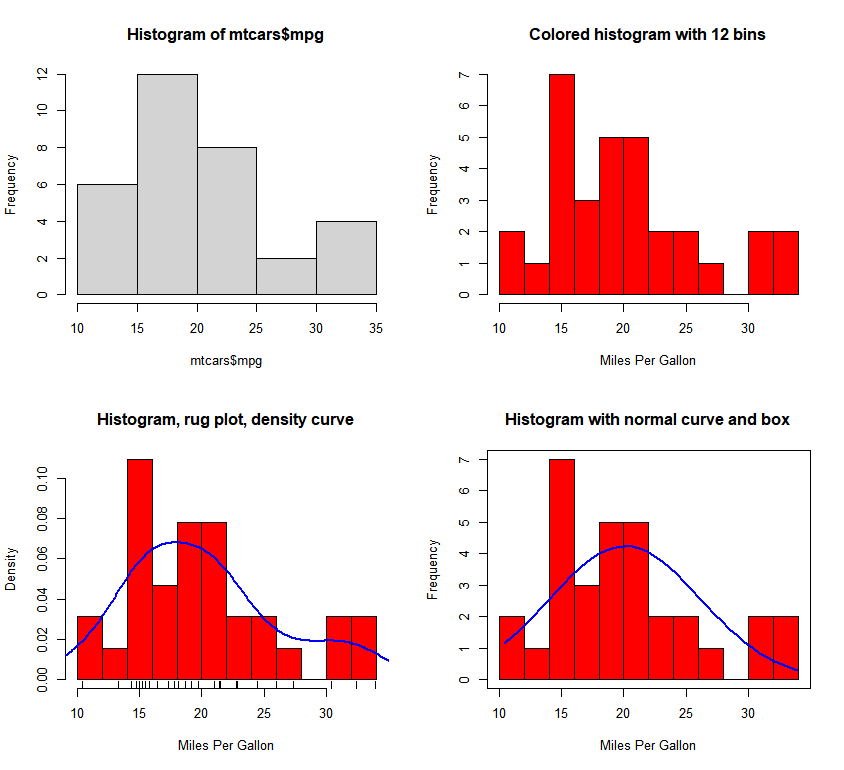 Histogram of mtcars$mpg
Frequency
12
10
8
6
4
2
0
10 15 20 25 30 35
mtcars$mpg
Colored histogram with 12 bins
Frequency
7
6
5
4
3
2
1
0
10 15 20 25 30
Miles Per Gallon
Histogram, rug plot, density curve
Density
0.10
0.08
0.06
0.04
0.02
0.00
10 15 20 25 30
Miles Per Gallon
Histogram with normal curve and box
Frequency
7
6
5
4
3
2
1
0
10 15 20 25 30
Miles Per Gallon